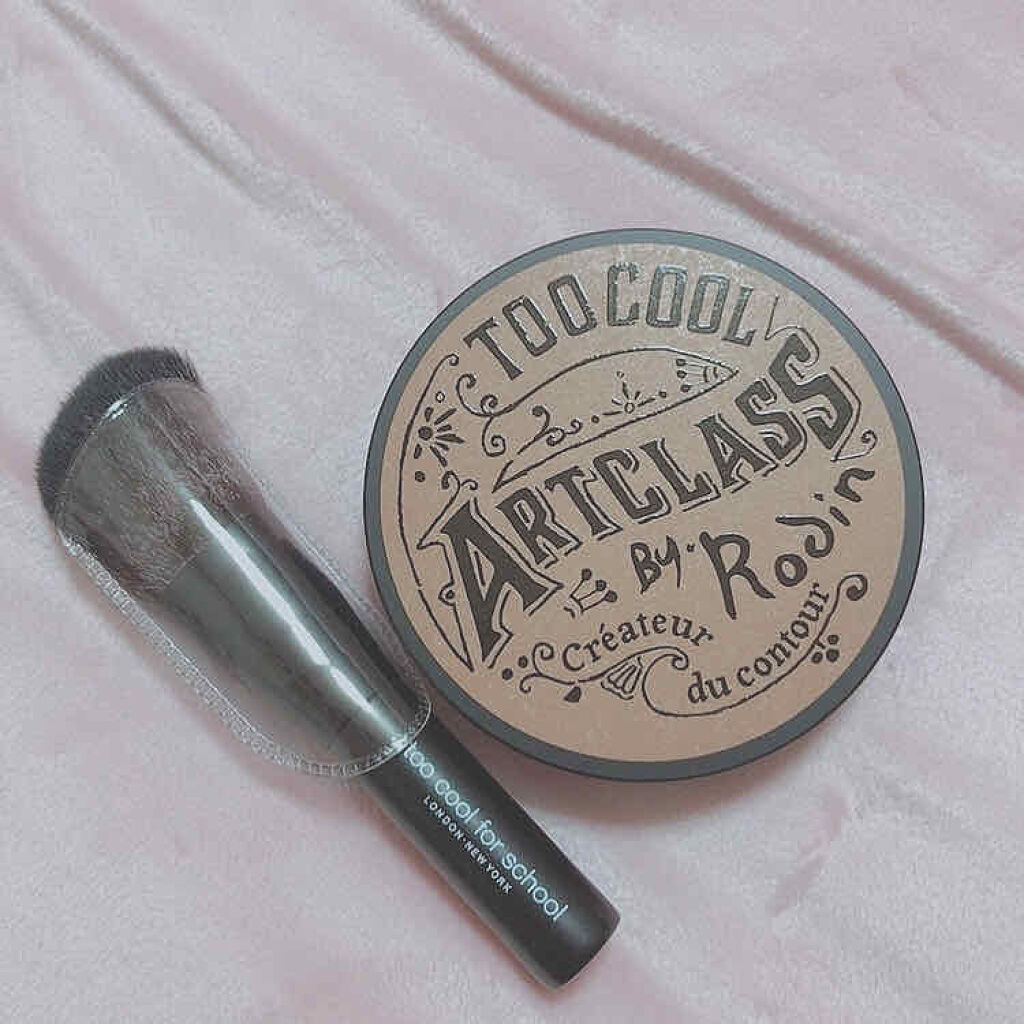 TOO COOL
ARTCLASS
By Rodin
Créateur
du contour
too cool for school
LONDON·NEW YORK